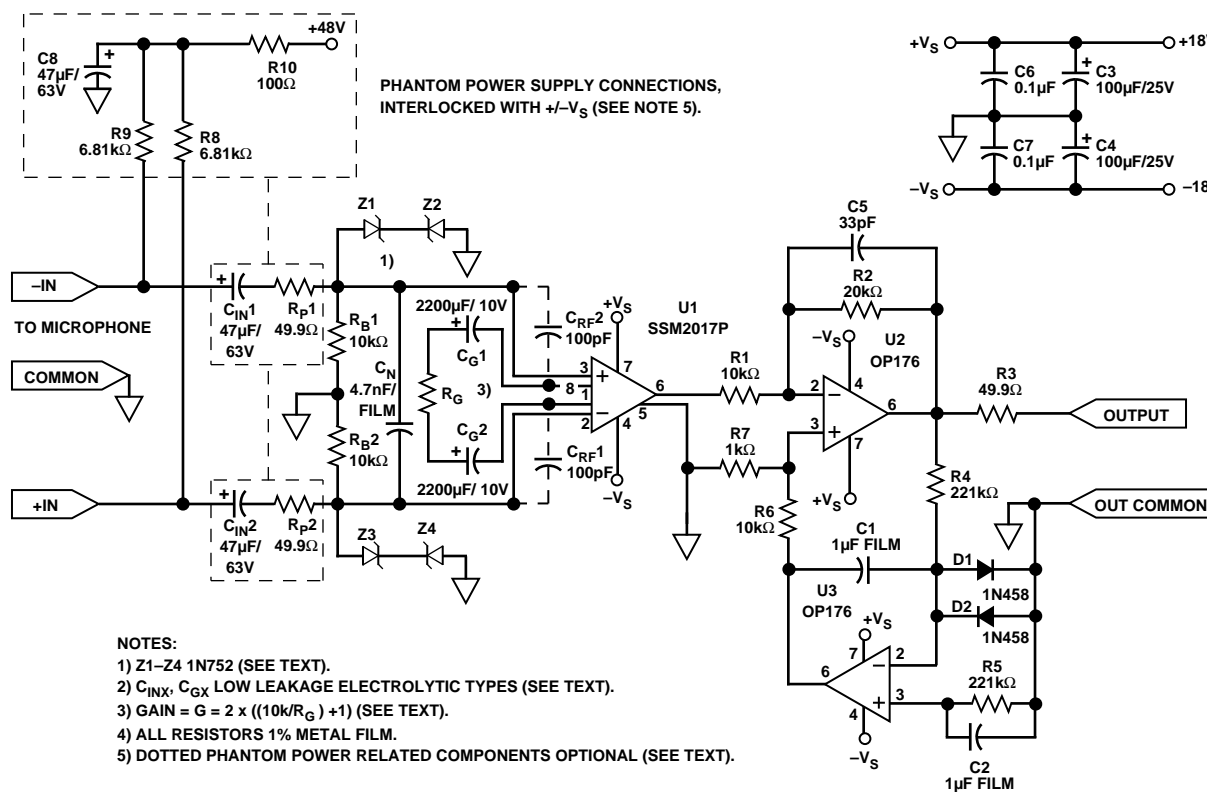 +48V
C8
47µF/
63V
+
R10
100Ω
R9
6.81kΩ
R8
6.81kΩ
PHANTOM POWER SUPPLY CONNECTIONS,
INTERLOCKED WITH +/–VS (SEE NOTE 5).
+VS
+18V
C6
0.1µF
+
C3
100µF/25V
C7
0.1µF
+
C4
100µF/25V
–VS
–18
–IN
TO MICROPHONE
COMMON
+IN
+
CIN1
47µF/
63V
RP1
49.9Ω
+
CIN2
47µF/
63V
RP2
49.9Ω
Z1
Z2
1)
RB1
10kΩ
RB2
10kΩ
CN
4.7nF/
FILM
2200µF/ 10V
+
CG1
RG
3)
CG2
+
2200µF/ 10V
CRF2
100pF
CRF1
100pF
Z3
Z4
+VS
7
U1
SSM2017P
3
+
8
1
–
2
6
5
4
–VS
R1
10kΩ
R7
1kΩ
C5
33pF
R2
20kΩ
U2
OP176
–VS
4
2
–
3
+
6
7
+VS
R3
49.9Ω
OUTPUT
R4
221kΩ
OUT COMMON
R6
10kΩ
C1
1µF FILM
D1
1N458
D2
1N458
U3
OP176
+VS
7
6
–
2
+
3
4
–VS
R5
221kΩ
C2
1µF FILM
NOTES:
1) Z1–Z4 1N752 (SEE TEXT).
2) CINX, CGX LOW LEAKAGE ELECTROLYTIC TYPES (SEE TEXT).
3) GAIN = G = 2 x ((10k/RG ) +1) (SEE TEXT).
4) ALL RESISTORS 1% METAL FILM.
5) DOTTED PHANTOM POWER RELATED COMPONENTS OPTIONAL (SEE TEXT).